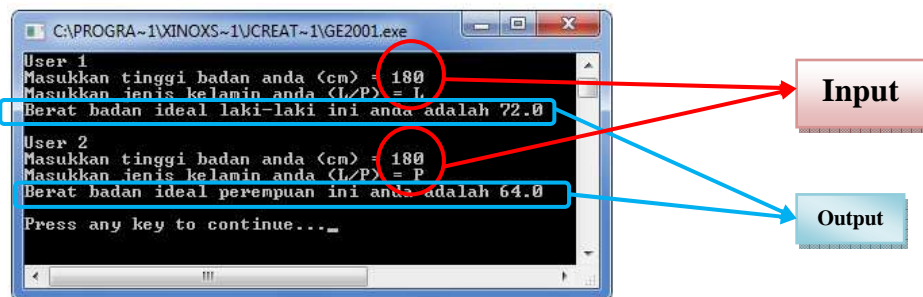 C:\PROGRA~1\XINOXS~1\JCREAT~1\GE2001.exe
User 1
Masukkan tinggi badan anda (cm) = 180
Masukkan jenis kelamin anda (L/P) = L
Berat badan ideal laki-laki ini anda adalah 72.0
User 2
Masukkan tinggi badan anda (cm) = 180
Masukkan jenis kelamin anda (L/P) = P
Berat badan ideal perempuan ini anda adalah 64.0
Press any key to continue..._
Input
Output